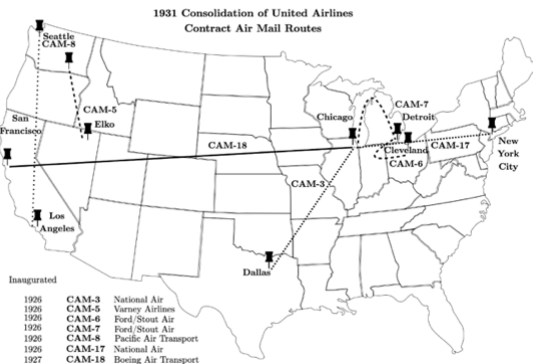 1931 Consolidation of United Airlines
Contract Air Mail Routes
Seattle
CAM-8
CAM-5
Elko
San
Francisco
Chicago
CAM-7
Detroit
Cleveland
CAM-17
CAM-6
New
York
City
CAM-18
CAM-3
Los
Angeles
Dallas
Inaugurated
1926 CAM-3 National Air
1926 CAM-5 Varney Airlines
1926 CAM-6 Ford/Stout Air
1926 CAM-7 Ford/Stout Air
1926 CAM-8 Pacific Air Transport
1926 CAM-17 National Air
1927 CAM-18 Boeing Air Transport